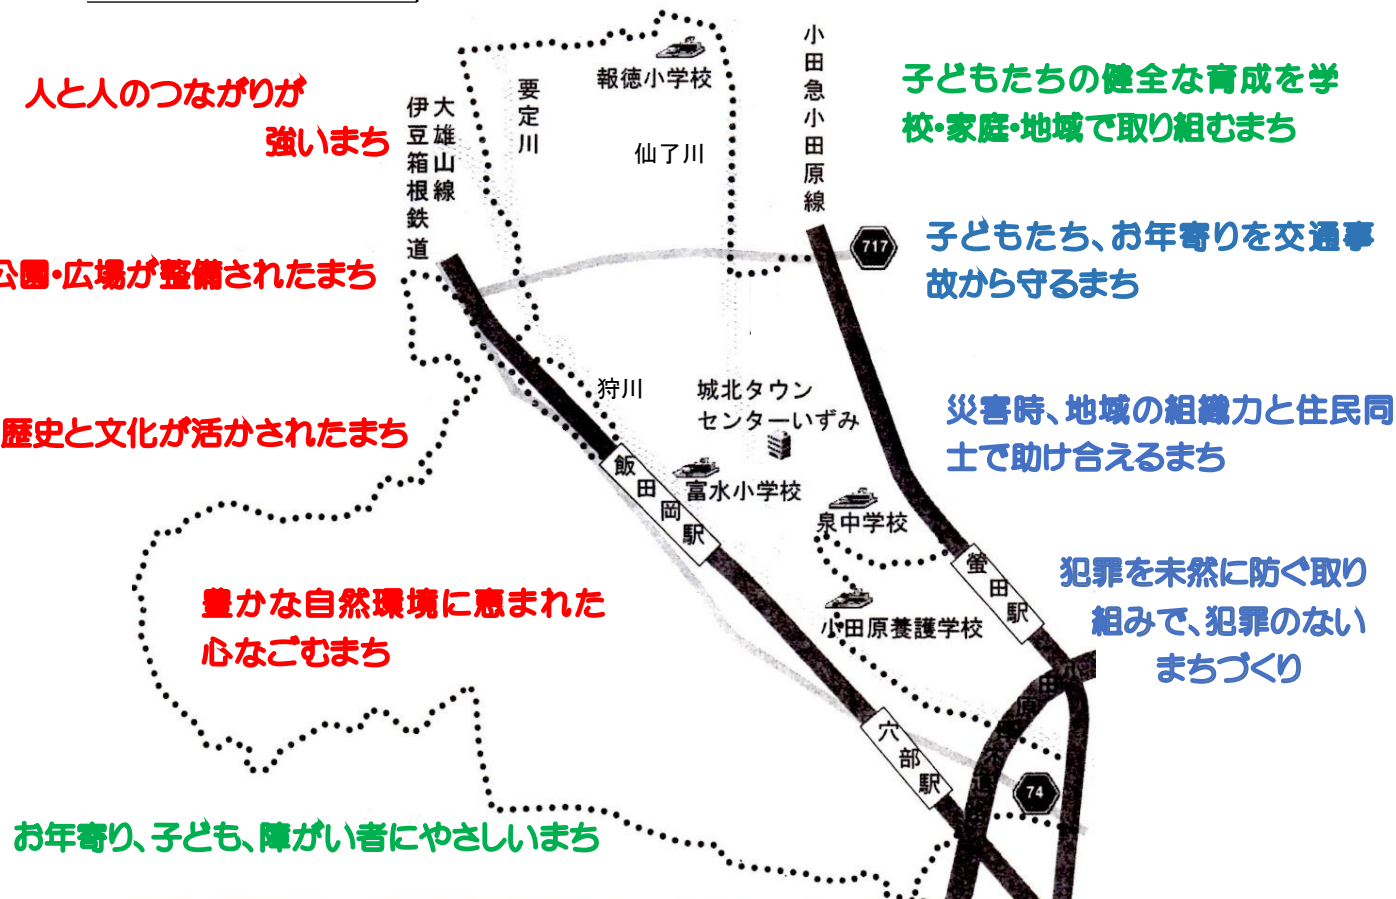 人と人のつながりが
強いまち
公園・広場が整備されたまち
歴史と文化が活かされたまち
豊かな自然環境に恵まれた
心なごむまち
お年寄り、子ども、障がい者にやさしいまち
伊豆箱根鉄道
大雄山線
要定川
報徳小学校
仙了川
小田急小田原線
717
狩川
城北タウン
センターいずみ
飯田岡駅
富水小学校
泉中学校
螢田駅
小田原養護学校
穴部駅
74
子どもたちの健全な育成を学
校・家庭・地域で取り組むまち
子どもたち、お年寄りを交通事
故から守るまち
災害時、地域の組織力と住民同
士で助け合えるまち
犯罪を未然に防ぐ取り
組みで、犯罪のない
まちづくり